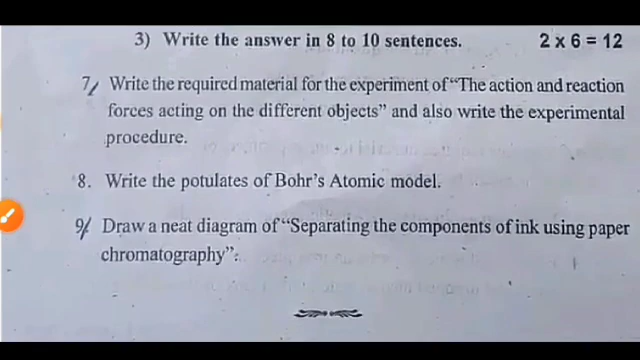 3) Write the answer in 8 to 10 sentences. 2 x 6 = 12
7. Write the required material for the experiment of "The action and reaction
forces acting on the different objects" and also write the experimental
procedure.
8. Write the potulates of Bohr's Atomic model.
9. Draw a neat diagram of "Separating the components of ink using paper
chromatography".